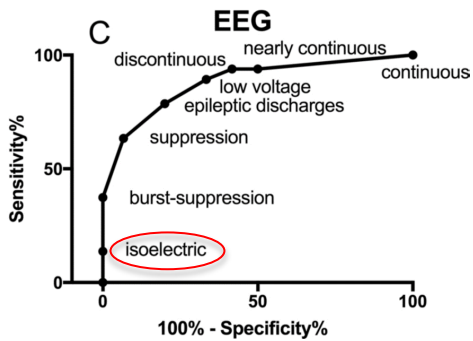 EEG
C
100
50
0
Sensitivity%
discontinuous
nearly continuous
continuous
low voltage
epileptic discharges
suppression
burst-suppression
isoelectric
0
50
100
100% - Specificity%